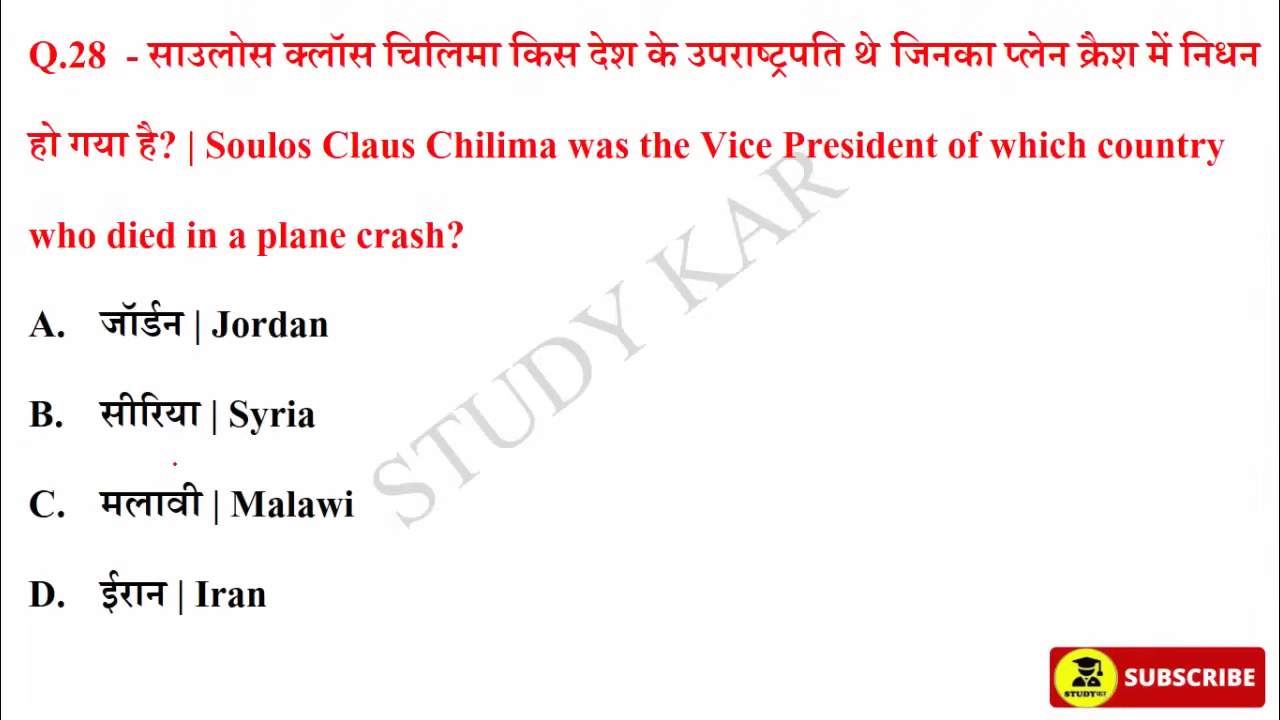 Q.28 - साउलोस क्लॉस चिलिमा किस देश के उपराष्ट्रपति थे जिनका प्लेन क्रैश में निधन
हो गया है? | Soulos Claus Chilima was the Vice President of which country
who died in a plane crash?
A. जॉर्डन | Jordan
B. सीरिया | Syria
C. मलावी | Malawi
D. ईरान | Iran
STUDY KAR
SUBSCRIBE